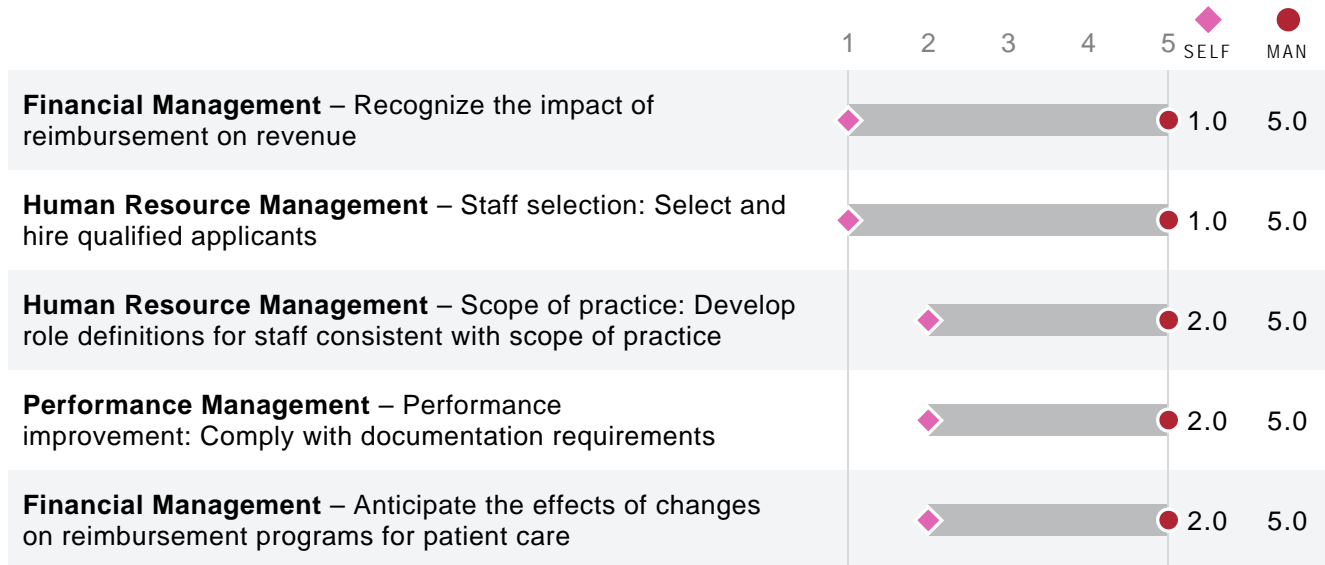 1 2 3 4 5 SELF MAN
Financial Management – Recognize the impact of
reimbursement on revenue
1.0 5.0
Human Resource Management – Staff selection: Select and
hire qualified applicants
1.0 5.0
Human Resource Management – Scope of practice: Develop
role definitions for staff consistent with scope of practice
2.0 5.0
Performance Management – Performance
improvement: Comply with documentation requirements
2.0 5.0
Financial Management – Anticipate the effects of changes
on reimbursement programs for patient care
2.0 5.0